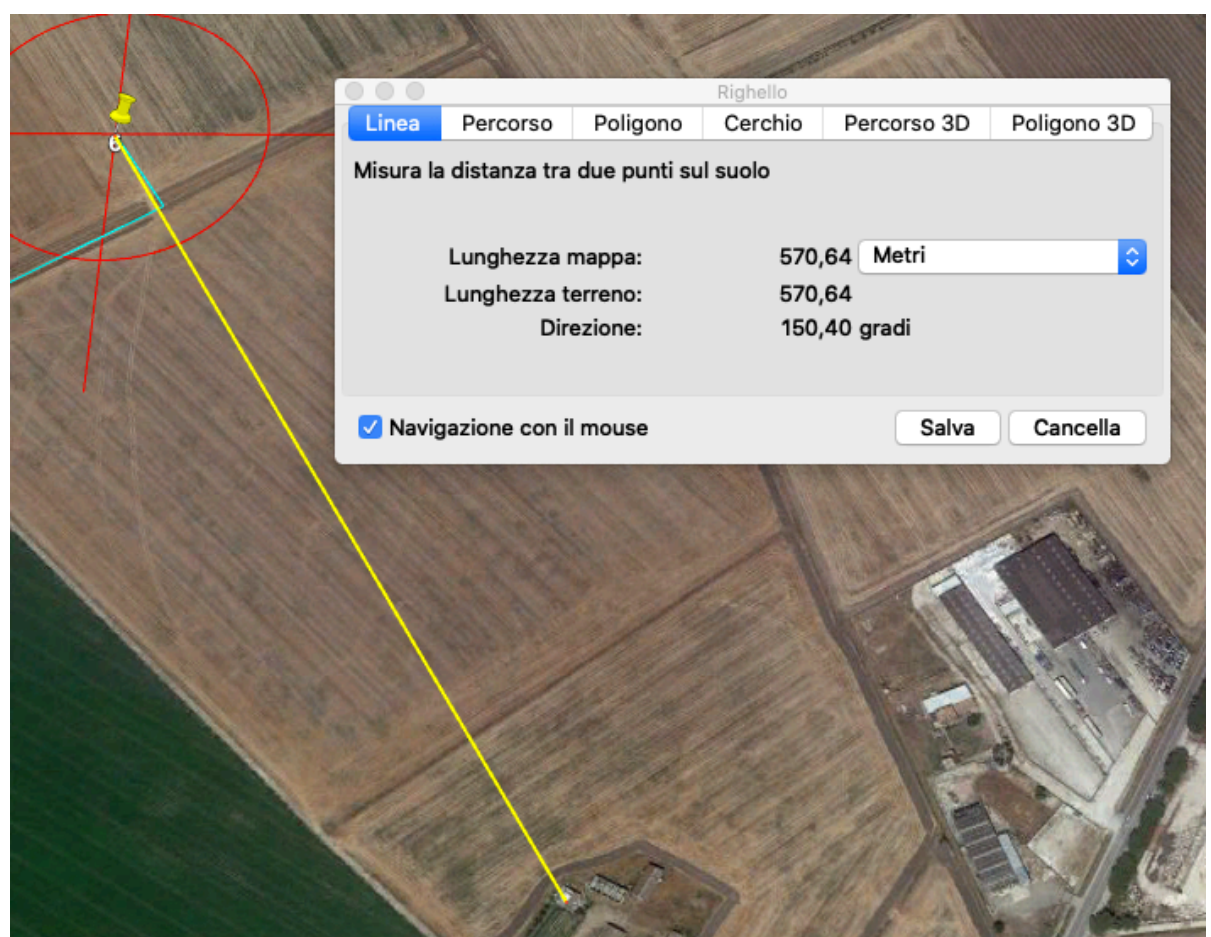 Righello
Linea Percorso Poligono Cerchio Percorso 3D Poligono 3D
6
Misura la distanza tra due punti sul suolo
Lunghezza mappa: 570,64 Metri
Lunghezza terreno: 570,64
Direzione: 150,40 gradi
Navigazione con il mouse Salva Cancella